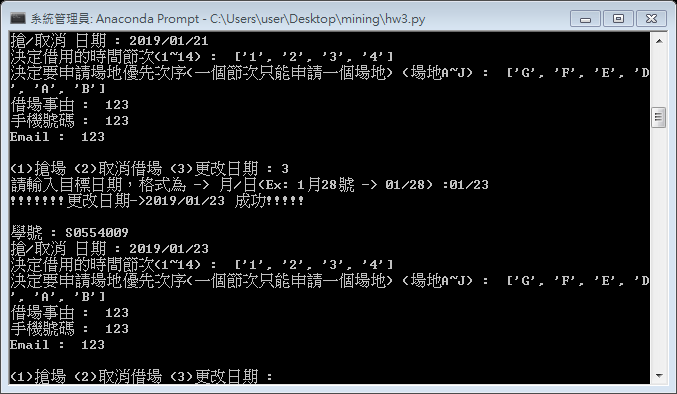 系統管理員: Anaconda Prompt - C:\Users\user\Desktop\mining\hw3.py
搶/取消 日期 : 2019/01/21
決定借用的時間節次(1~14) :  ['1', '2', '3', '4']
決定要申請場地優先次序(一個節次只能申請一個場地) (場地A~J) :  ['G', 'F', 'E', 'D
', 'A', 'B']
借場事由 :  123
手機號碼 :  123
Email :  123
(1)搶場 (2)取消借場 (3)更改日期 : 3
請輸入目標日期，格式為 -> 月/日(Ex: 1月28號 -> 01/28) :01/23
!!!!!!!更改日期->2019/01/23 成功!!!!!
學號 : S0554009
搶/取消 日期 : 2019/01/23
決定借用的時間節次(1~14) :  ['1', '2', '3', '4']
決定要申請場地優先次序(一個節次只能申請一個場地) (場地A~J) :  ['G', 'F', 'E', 'D
', 'A', 'B']
借場事由 :  123
手機號碼 :  123
Email :  123
(1)搶場 (2)取消借場 (3)更改日期 :